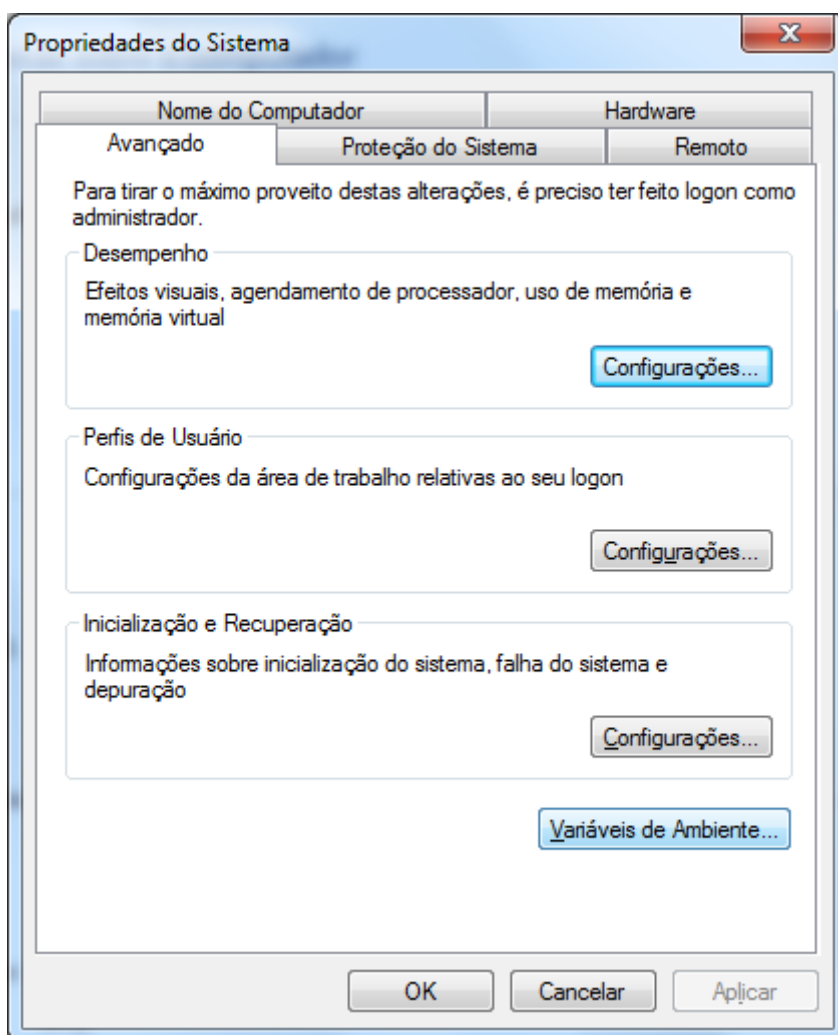 Propriedades do Sistema
Nome do Computador
Hardware
Avançado
Proteção do Sistema
Remoto
Para tirar o máximo proveito destas alterações, é preciso ter feito logon como
administrador.
Desempenho
Efeitos visuais, agendamento de processador, uso de memória e
memória virtual
Configurações...
Perfis de Usuário
Configurações da área de trabalho relativas ao seu logon
Configurações...
Inicialização e Recuperação
Informações sobre inicialização do sistema, falha do sistema e
depuração
Configurações...
Variáveis de Ambiente...
OK
Cancelar
Aplicar